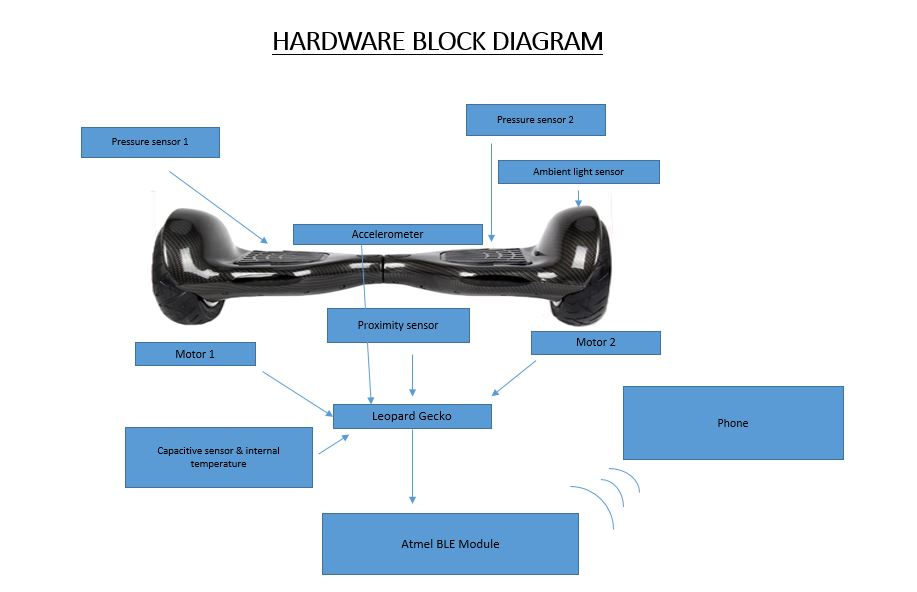 HARDWARE BLOCK DIAGRAM
Pressure sensor 2
Pressure sensor 1
Ambient light sensor
Accelerometer
Proximity sensor
Motor 1
Motor 2
Leopard Gecko
Phone
Capacitive sensor & internal
temperature
Atmel BLE Module